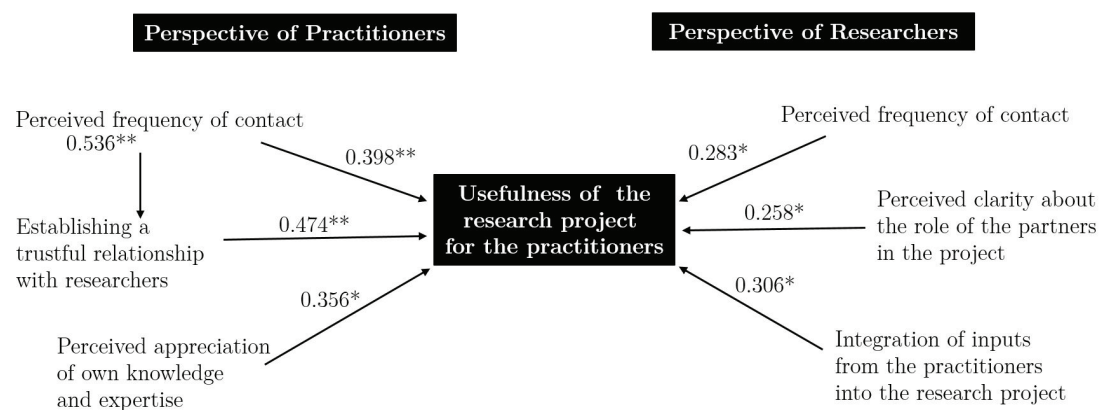 Perspective of Practitioners
Perspective of Researchers
Perceived frequency of contact
0.536**
0.398**
Establishing a
trustful relationship
with researchers
0.474**
Perceived appreciation
of own knowledge
and expertise
0.356*
Usefulness of the
research project
for the practitioners
Perceived frequency of contact
0.283*
Perceived clarity about
the role of the partners
in the project
0.258*
Integration of inputs
from the practitioners
into the research project
0.306*